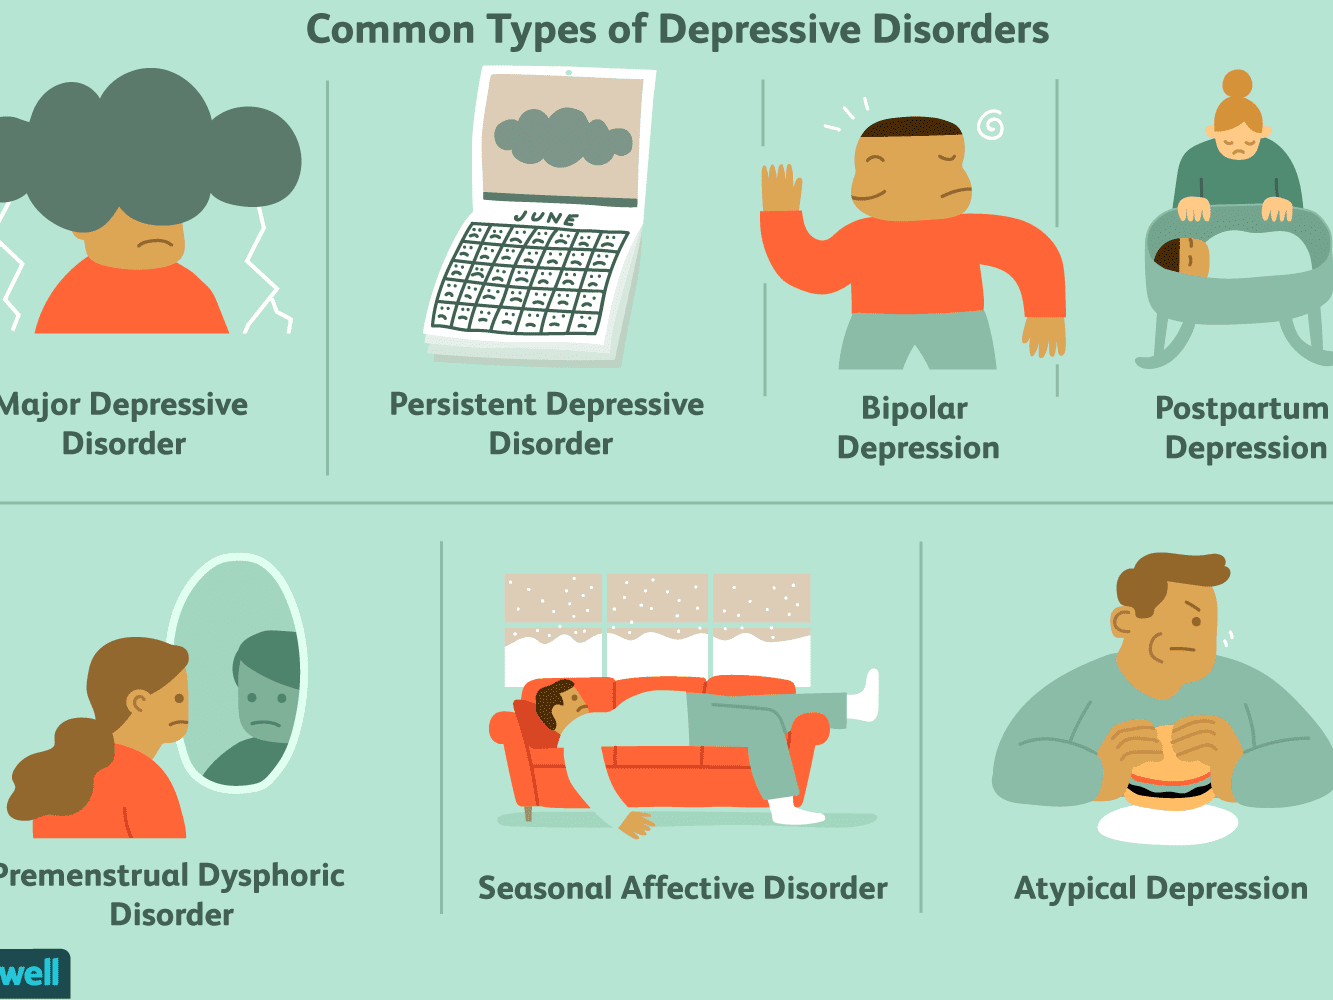 Common Types of Depressive Disorders
JUNE
Major Depressive
Disorder
Persistent Depressive
Disorder
Bipolar
Depression
Postpartum
Depression
Premenstrual Dysphoric
Disorder
Seasonal Affective Disorder
Atypical Depression
well